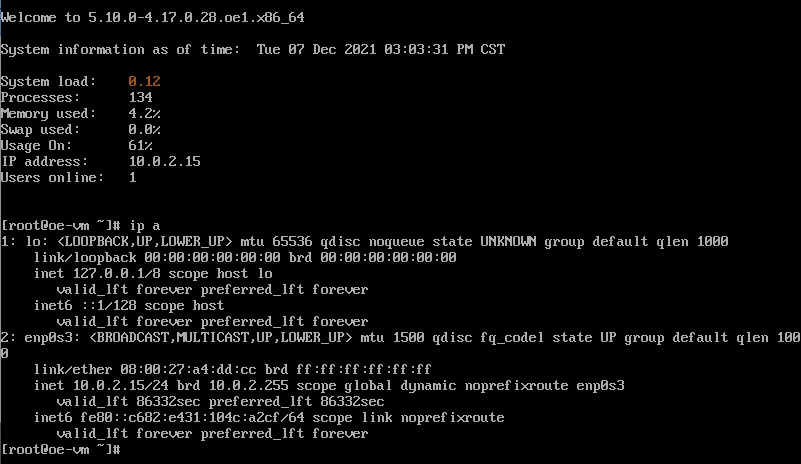 Welcome to 5.10.0-4.17.0.28.oe1.x86_64
System information as of time:  Tue 07 Dec 2021 03:03:31 PM CST
System load:    0.12
Processes:      134
Memory used:    4.2%
Swap used:      0.0%
Usage On:       61%
IP address:     10.0.2.15
Users online:   1
[root@oe-vm ~]# ip a
1: lo: <LOOPBACK,UP,LOWER_UP> mtu 65536 qdisc noqueue state UNKNOWN group default qlen 1000
    link/loopback 00:00:00:00:00:00 brd 00:00:00:00:00:00
    inet 127.0.0.1/8 scope host lo
       valid_lft forever preferred_lft forever
    inet6 ::1/128 scope host
       valid_lft forever preferred_lft forever
2: enp0s3: <BROADCAST,MULTICAST,UP,LOWER_UP> mtu 1500 qdisc fq_codel state UP group default qlen 100
0
    link/ether 08:00:27:a4:dd:cc brd ff:ff:ff:ff:ff:ff
    inet 10.0.2.15/24 brd 10.0.2.255 scope global dynamic noprefixroute enp0s3
       valid_lft 86332sec preferred_lft 86332sec
    inet6 fe80::c682:e431:104c:a2cf/64 scope link noprefixroute
       valid_lft forever preferred_lft forever
[root@oe-vm ~]#